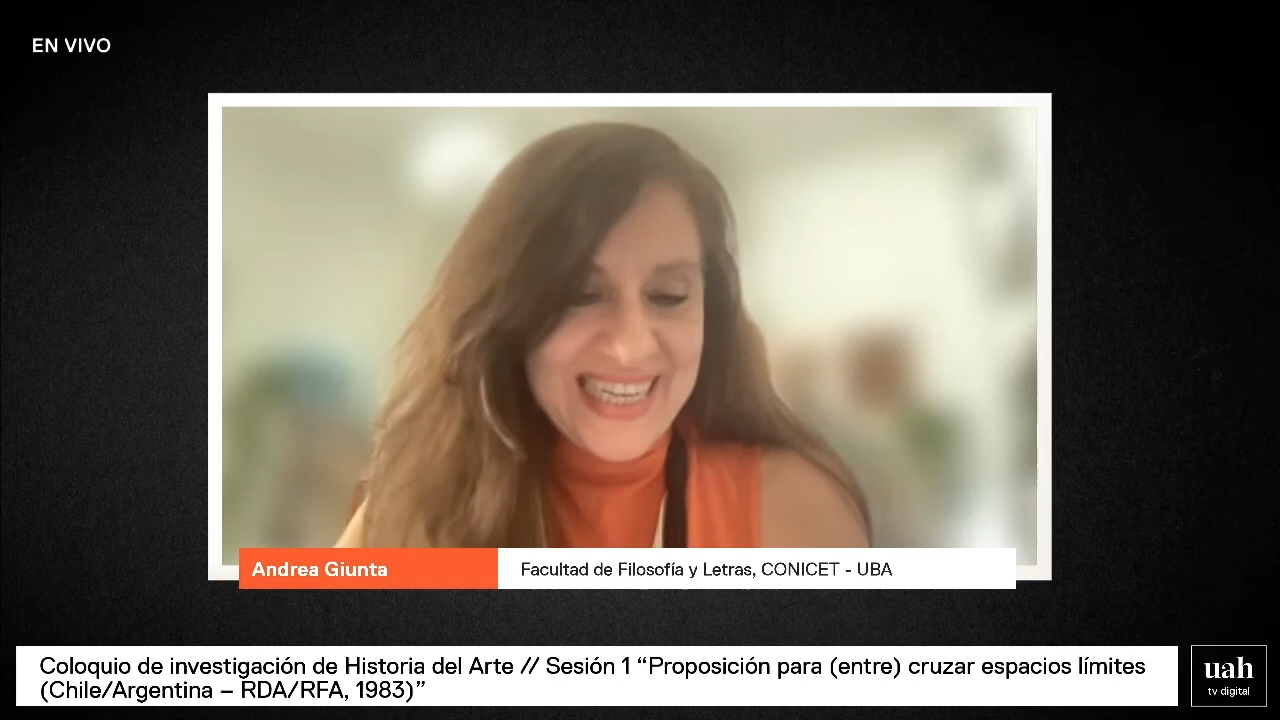 EN VIVO
Andrea Giunta
Facultad de Filosofía y Letras, CONICET - UBA
Coloquio de investigación de Historia del Arte // Sesión 1 “Proposición para (entre) cruzar espacios límites
(Chile/Argentina – RDA/RFA, 1983)”
uah
tv digital